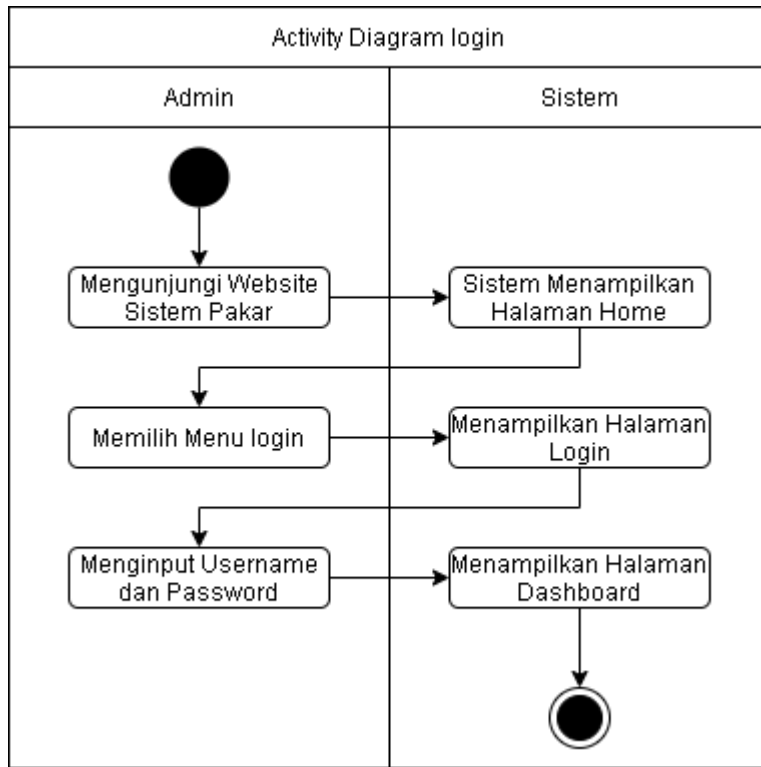 Activity Diagram login
Admin
Sistem
Mengunjungi Website
Sistem Pakar
Sistem Menampilkan
Halaman Home
Memilih Menu login
Menampilkan Halaman
Login
Menginput Username
dan Password
Menampilkan Halaman
Dashboard